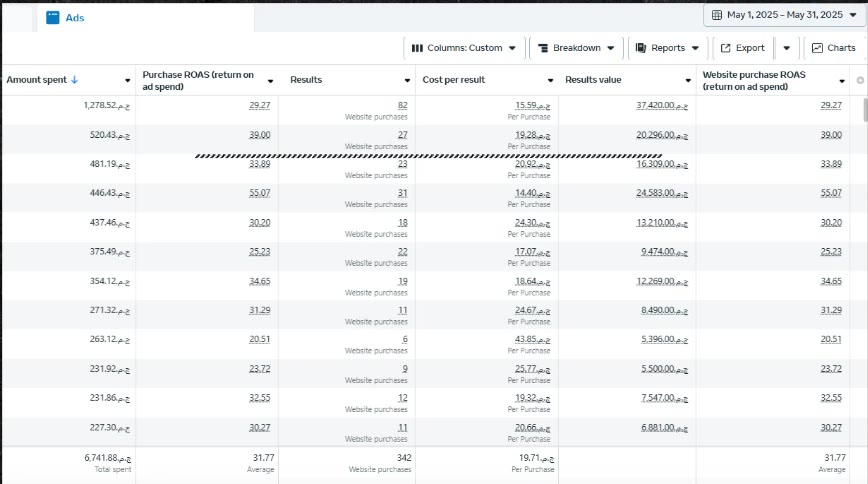 Ads
May 1, 2025 – May 31, 2025
Columns: Custom Breakdown Reports Export Charts
Amount spent ↓ Purchase ROAS (return on ad spend) Results Cost per result Results value Website purchase ROAS (return on ad spend)
ج.م.1,278.52 29.27 82 ج.م.15.59 ج.م.37,420.00 29.27
Website purchases Per Purchase
ج.م.520.43 39.00 27 ج.م.19.28 ج.م.20,296.00 39.00
Website purchases Per Purchase
ج.م.481.19 33.89 23 ج.م.20.92 ج.م.16,309.00 33.89
Website purchases Per Purchase
ج.م.446.43 55.07 31 ج.م.14.40 ج.م.24,583.00 55.07
Website purchases Per Purchase
ج.م.437.46 30.20 18 ج.م.24.30 ج.م.13,210.00 30.20
Website purchases Per Purchase
ج.م.375.49 25.23 22 ج.م.17.07 ج.م.9,474.00 25.23
Website purchases Per Purchase
ج.م.354.12 34.65 19 ج.م.18.64 ج.م.12,269.00 34.65
Website purchases Per Purchase
ج.م.271.32 31.29 11 ج.م.24.67 ج.م.8,490.00 31.29
Website purchases Per Purchase
ج.م.263.12 20.51 6 ج.م.43.85 ج.م.5,396.00 20.51
Website purchases Per Purchase
ج.م.231.92 23.72 9 ج.م.25.77 ج.م.5,500.00 23.72
Website purchases Per Purchase
ج.م.231.86 32.55 12 ج.م.19.32 ج.م.7,547.00 32.55
Website purchases Per Purchase
ج.م.227.30 30.27 11 ج.م.20.66 ج.م.6,881.00 30.27
Website purchases Per Purchase
ج.م.6,741.88 31.77 342 ج.م.19.71 31.77
Total spent Average Website purchases Per Purchase Average